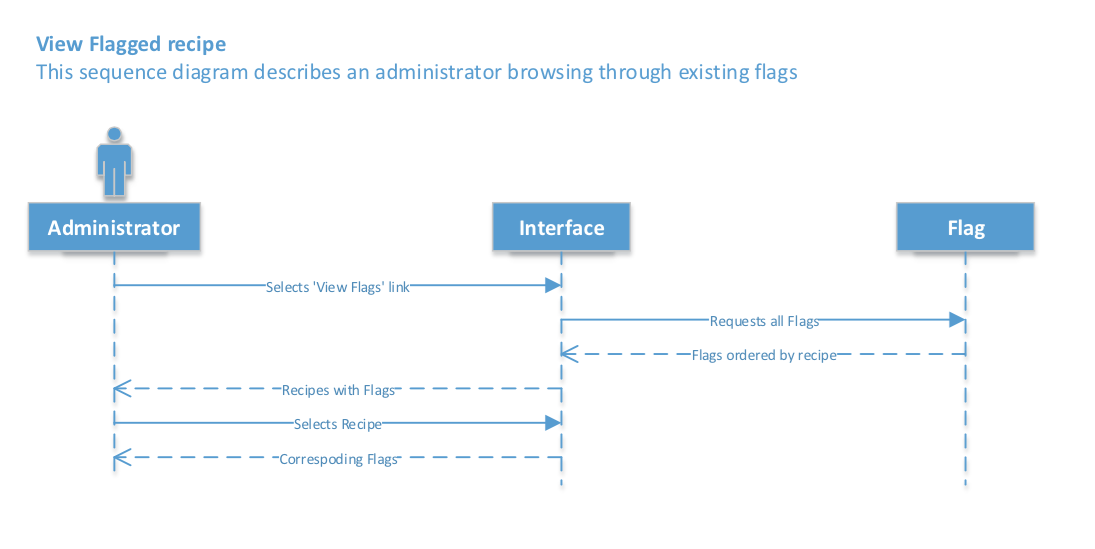 View Flagged recipe
This sequence diagram describes an administrator browsing through existing flags
Administrator
Interface
Flag
Selects 'View Flags' link
Requests all Flags
Flags ordered by recipe
Recipes with Flags
Selects Recipe
Correspoding Flags